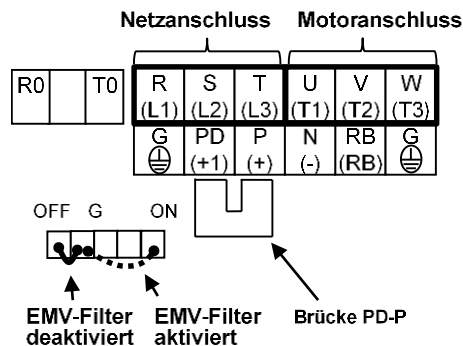 Netzanschluss Motoranschluss
R0 T0 R S T U V W
(L1) (L2) (L3) (T1) (T2) (T3)
G PD P N RB G
(+1) (+) (-) (RB)
OFF G ON
EMV-Filter EMV-Filter Brücke PD-P
deaktiviert aktiviert